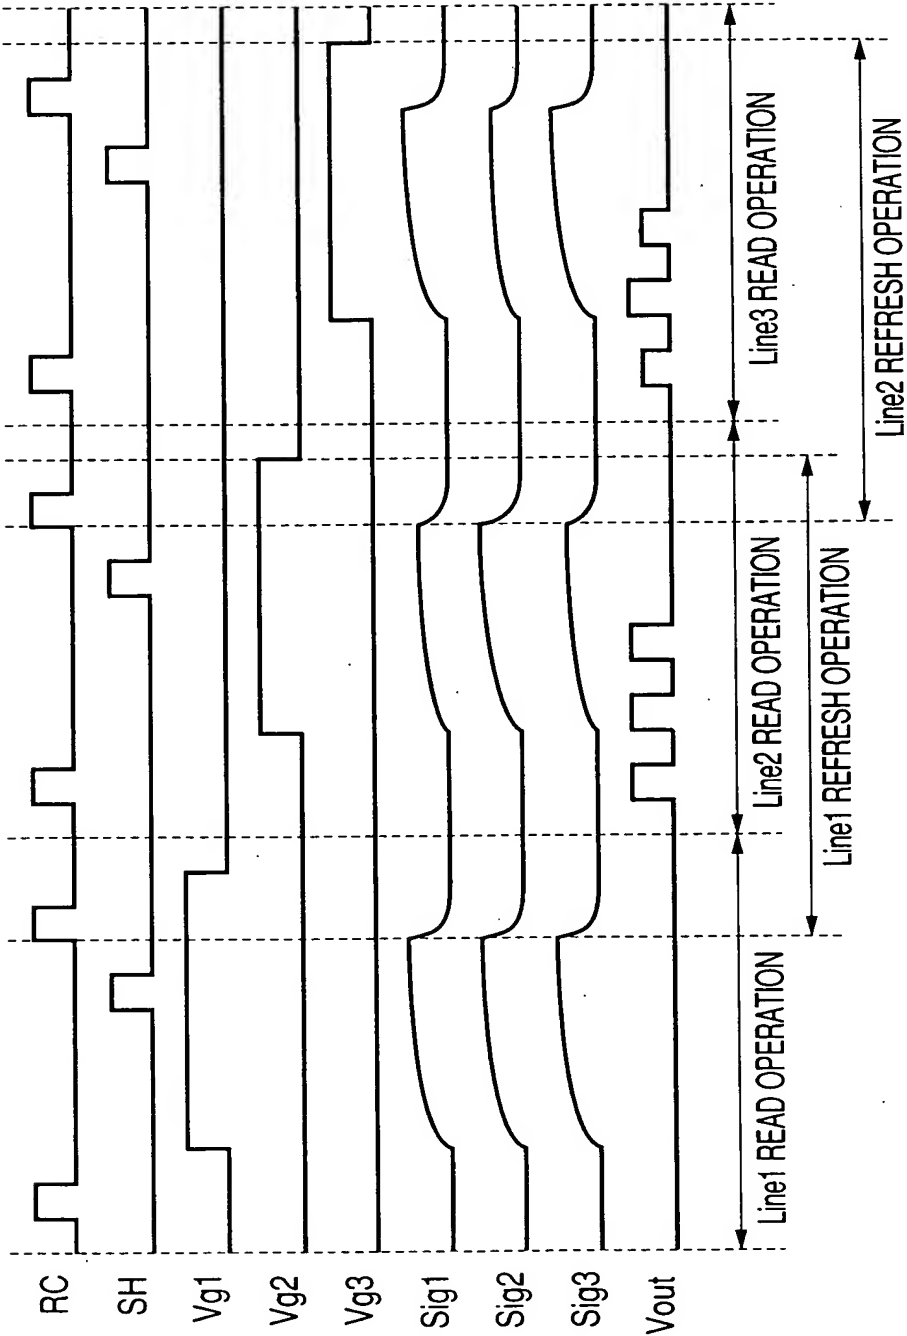 RC
SH
Vg1
Vg2
Vg3
Sig1
Sig2
Sig3
Vout
Line1 READ OPERATION
Line2 READ OPERATION
Line3 READ OPERATION
Line1 REFRESH OPERATION
Line2 REFRESH OPERATION